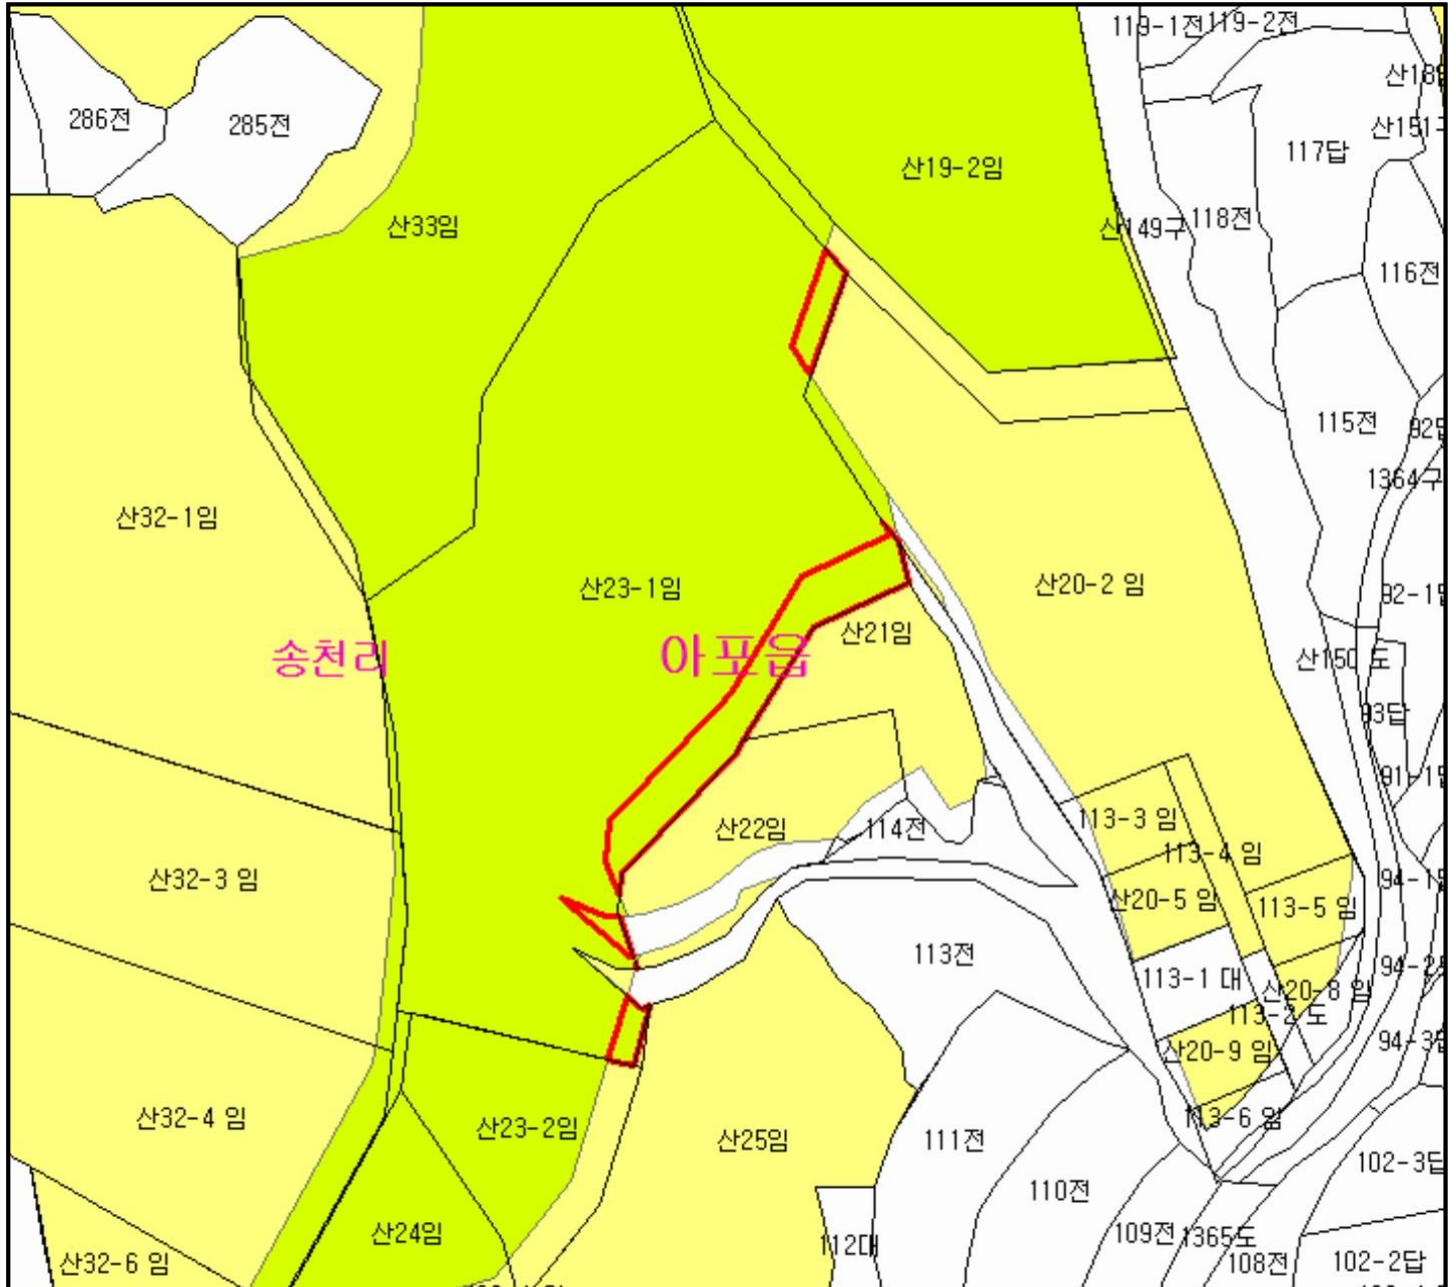 119-1전
119-2전
286전
285전
117답
산19-2임
산33임
산149구
118전
116전
115전
1364구
산32-1임
산23-1임
산20-2 임
산21임
송천리
아포읍
산150 도
93답
산22임
114전
113-3 임
113-4 임
산32-3 임
산20-5 임
113-5 임
113전
113-1 대
산20-8 임
113-2 도
산20-9 임
산32-4 임
산23-2임
산25임
113-6 임
111전
110전
102-3답
산24임
112대
109전
1365도
108전
102-2답
산32-6 임